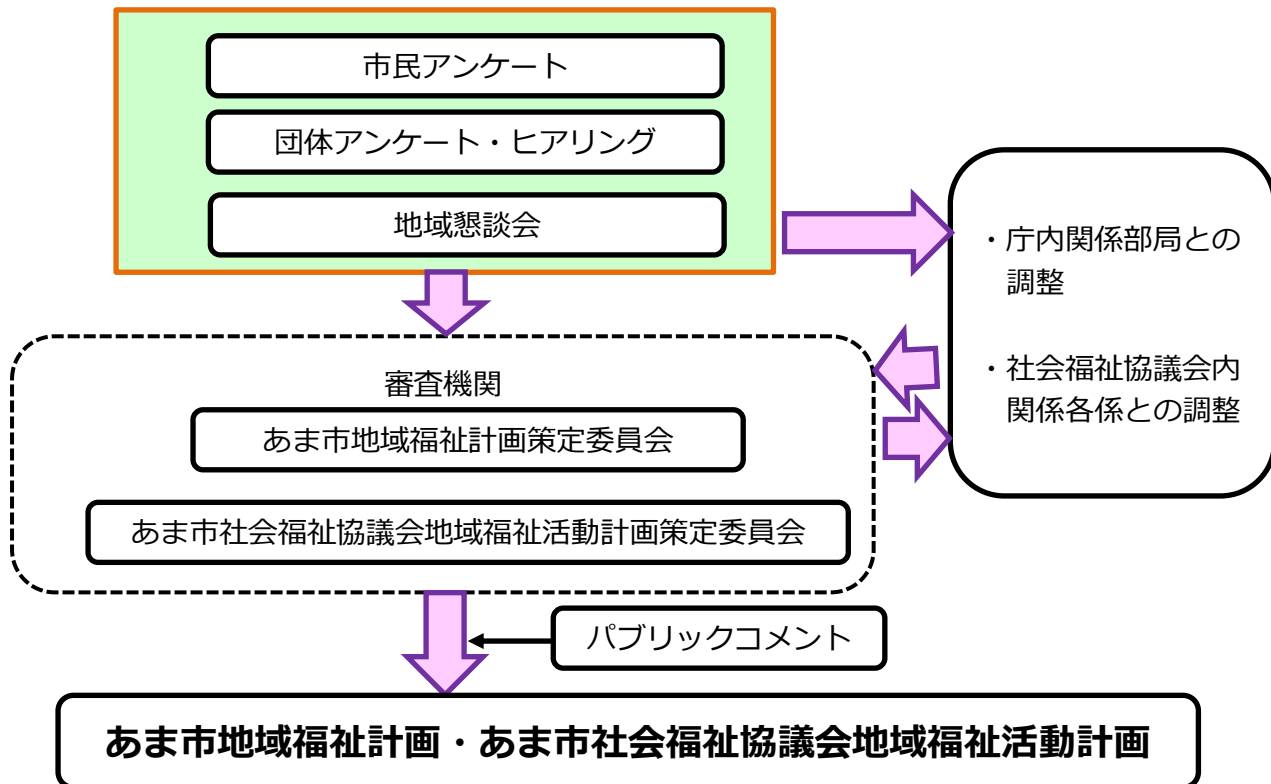 市民アンケート
団体アンケート・ヒアリング
地域懇談会
・庁内関係部局との
調整
・社会福祉協議会内
関係各係との調整
審査機関
あま市地域福祉計画策定委員会
あま市社会福祉協議会地域福祉活動計画策定委員会
パブリックコメント
あま市地域福祉計画・あま市社会福祉協議会地域福祉活動計画